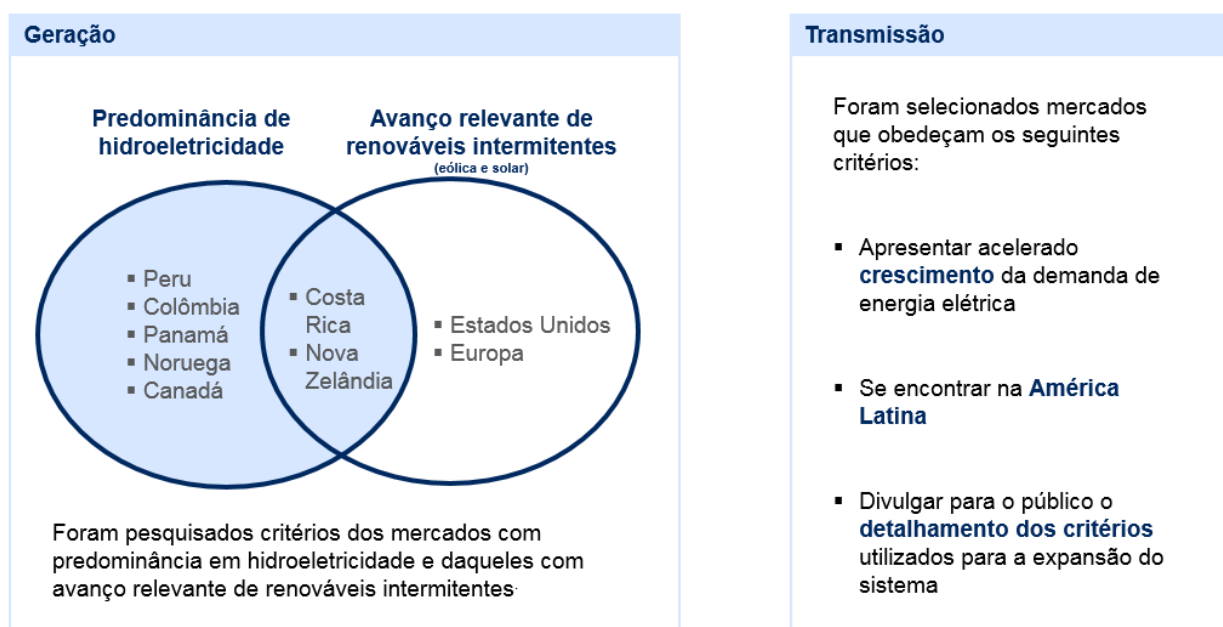 Geração
Predominância de
hidroeletricidade
Avanço relevante de
renováveis intermitentes
(eólica e solar)
▪ Peru
▪ Colômbia
▪ Panamá
▪ Noruega
▪ Canadá
▪ Costa
Rica
▪ Nova
Zelândia
▪ Estados Unidos
▪ Europa
Foram pesquisados critérios dos mercados com
predominância em hidroeletricidade e daqueles com
avanço relevante de renováveis intermitentes.
Transmissão
Foram selecionados mercados
que obedeçam os seguintes
critérios:
▪ Apresentar acelerado
crescimento da demanda de
energia elétrica
▪ Se encontrar na América
Latina
▪ Divulgar para o público o
detalhamento dos critérios
utilizados para a expansão do
sistema